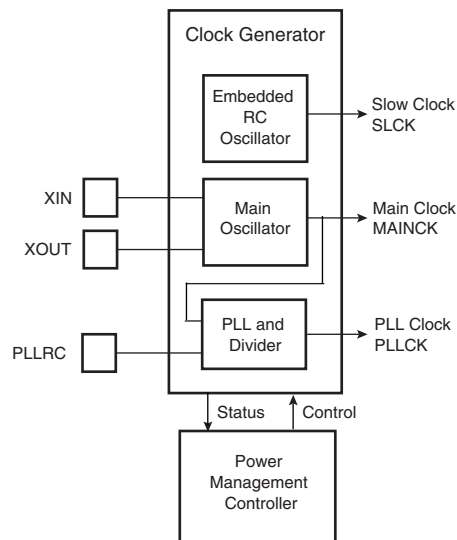 Clock Generator
Embedded
RC
Oscillator
Slow Clock
SLCK
XIN
Main
Oscillator
Main Clock
MAINCK
XOUT
PLL and
Divider
PLL Clock
PLLCK
PLLRC
Status
Control
Power
Management
Controller